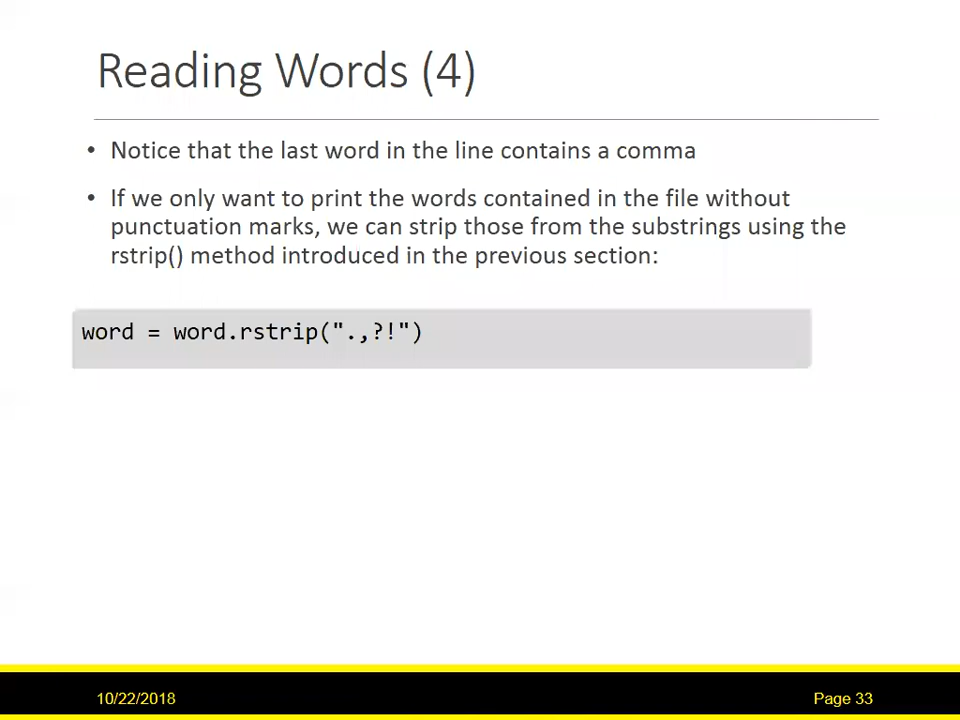 Reading Words (4)
• Notice that the last word in the line contains a comma
• If we only want to print the words contained in the file without
punctuation marks, we can strip those from the substrings using the
rstrip() method introduced in the previous section:
word = word.rstrip(".,?!")
10/22/2018
Page 33